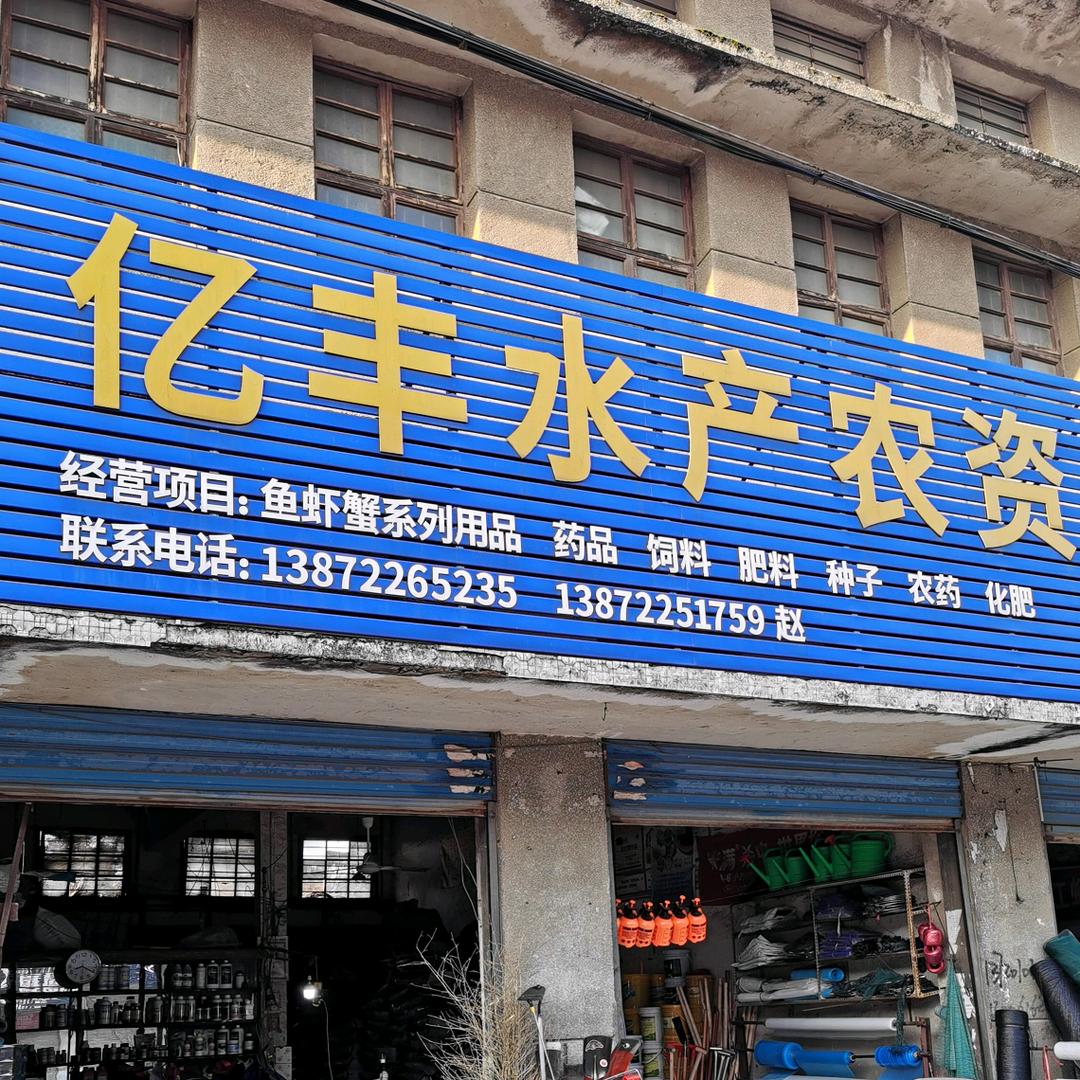 亿丰水产农资
经营项目: 鱼虾蟹系列用品 药品 饲料 肥料 种子 农药 化肥
联系电话: 13872265235 13872251759 赵